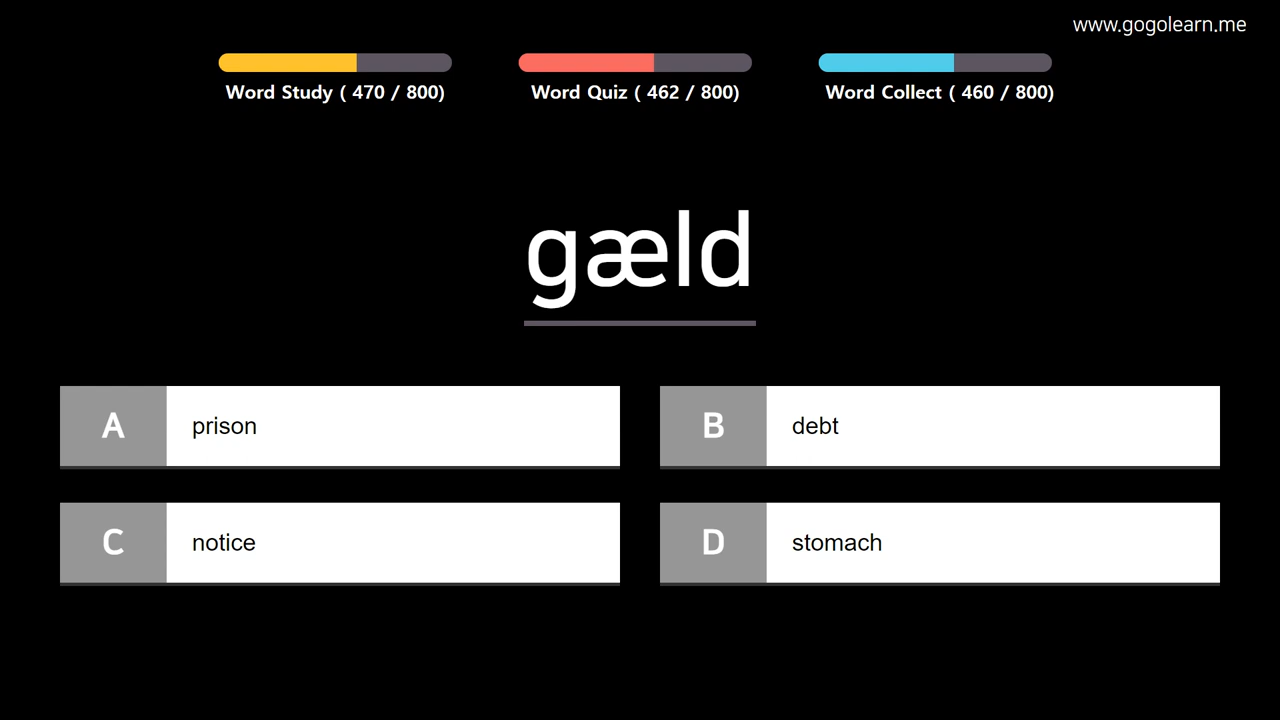 www.gogolearn.me
Word Study ( 470 / 800)
Word Quiz ( 462 / 800)
Word Collect ( 460 / 800)
gæld
A prison
B debt
C notice
D stomach